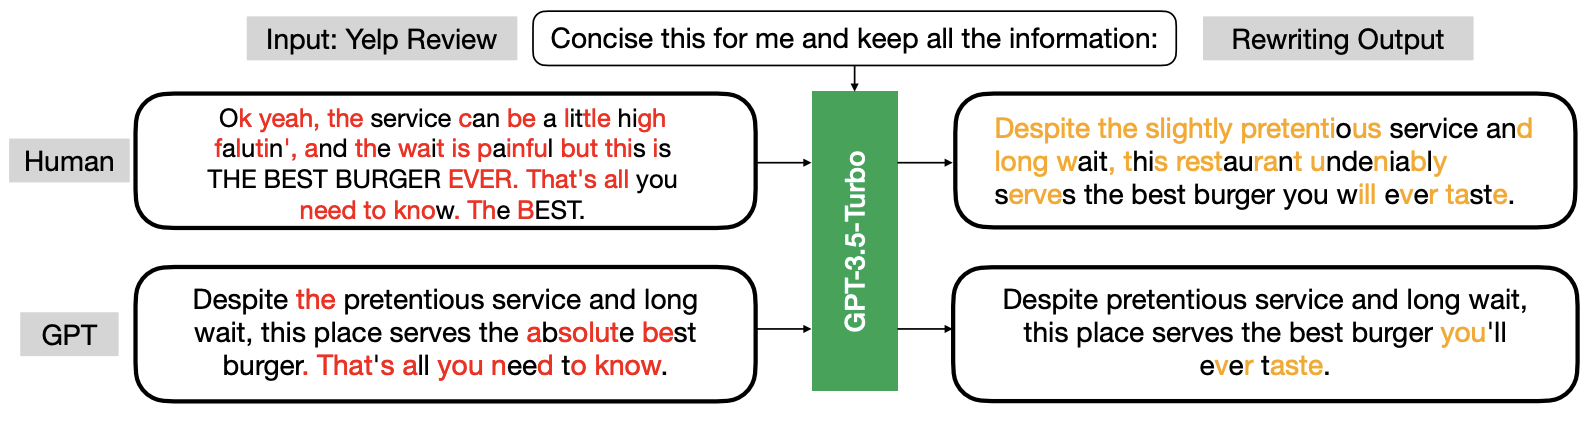 Input: Yelp Review
Concise this for me and keep all the information:
Rewriting Output
Human
Ok yeah, the service can be a little high
falutin', and the wait is painful but this is
THE BEST BURGER EVER. That's all you
need to know. The BEST.
GPT-3.5-Turbo
Despite the slightly pretentious service and
long wait, this restaurant undeniably
serves the best burger you will ever taste.
GPT
Despite the pretentious service and long
wait, this place serves the absolute best
burger. That's all you need to know.
Despite pretentious service and long wait,
this place serves the best burger you'll
ever taste.